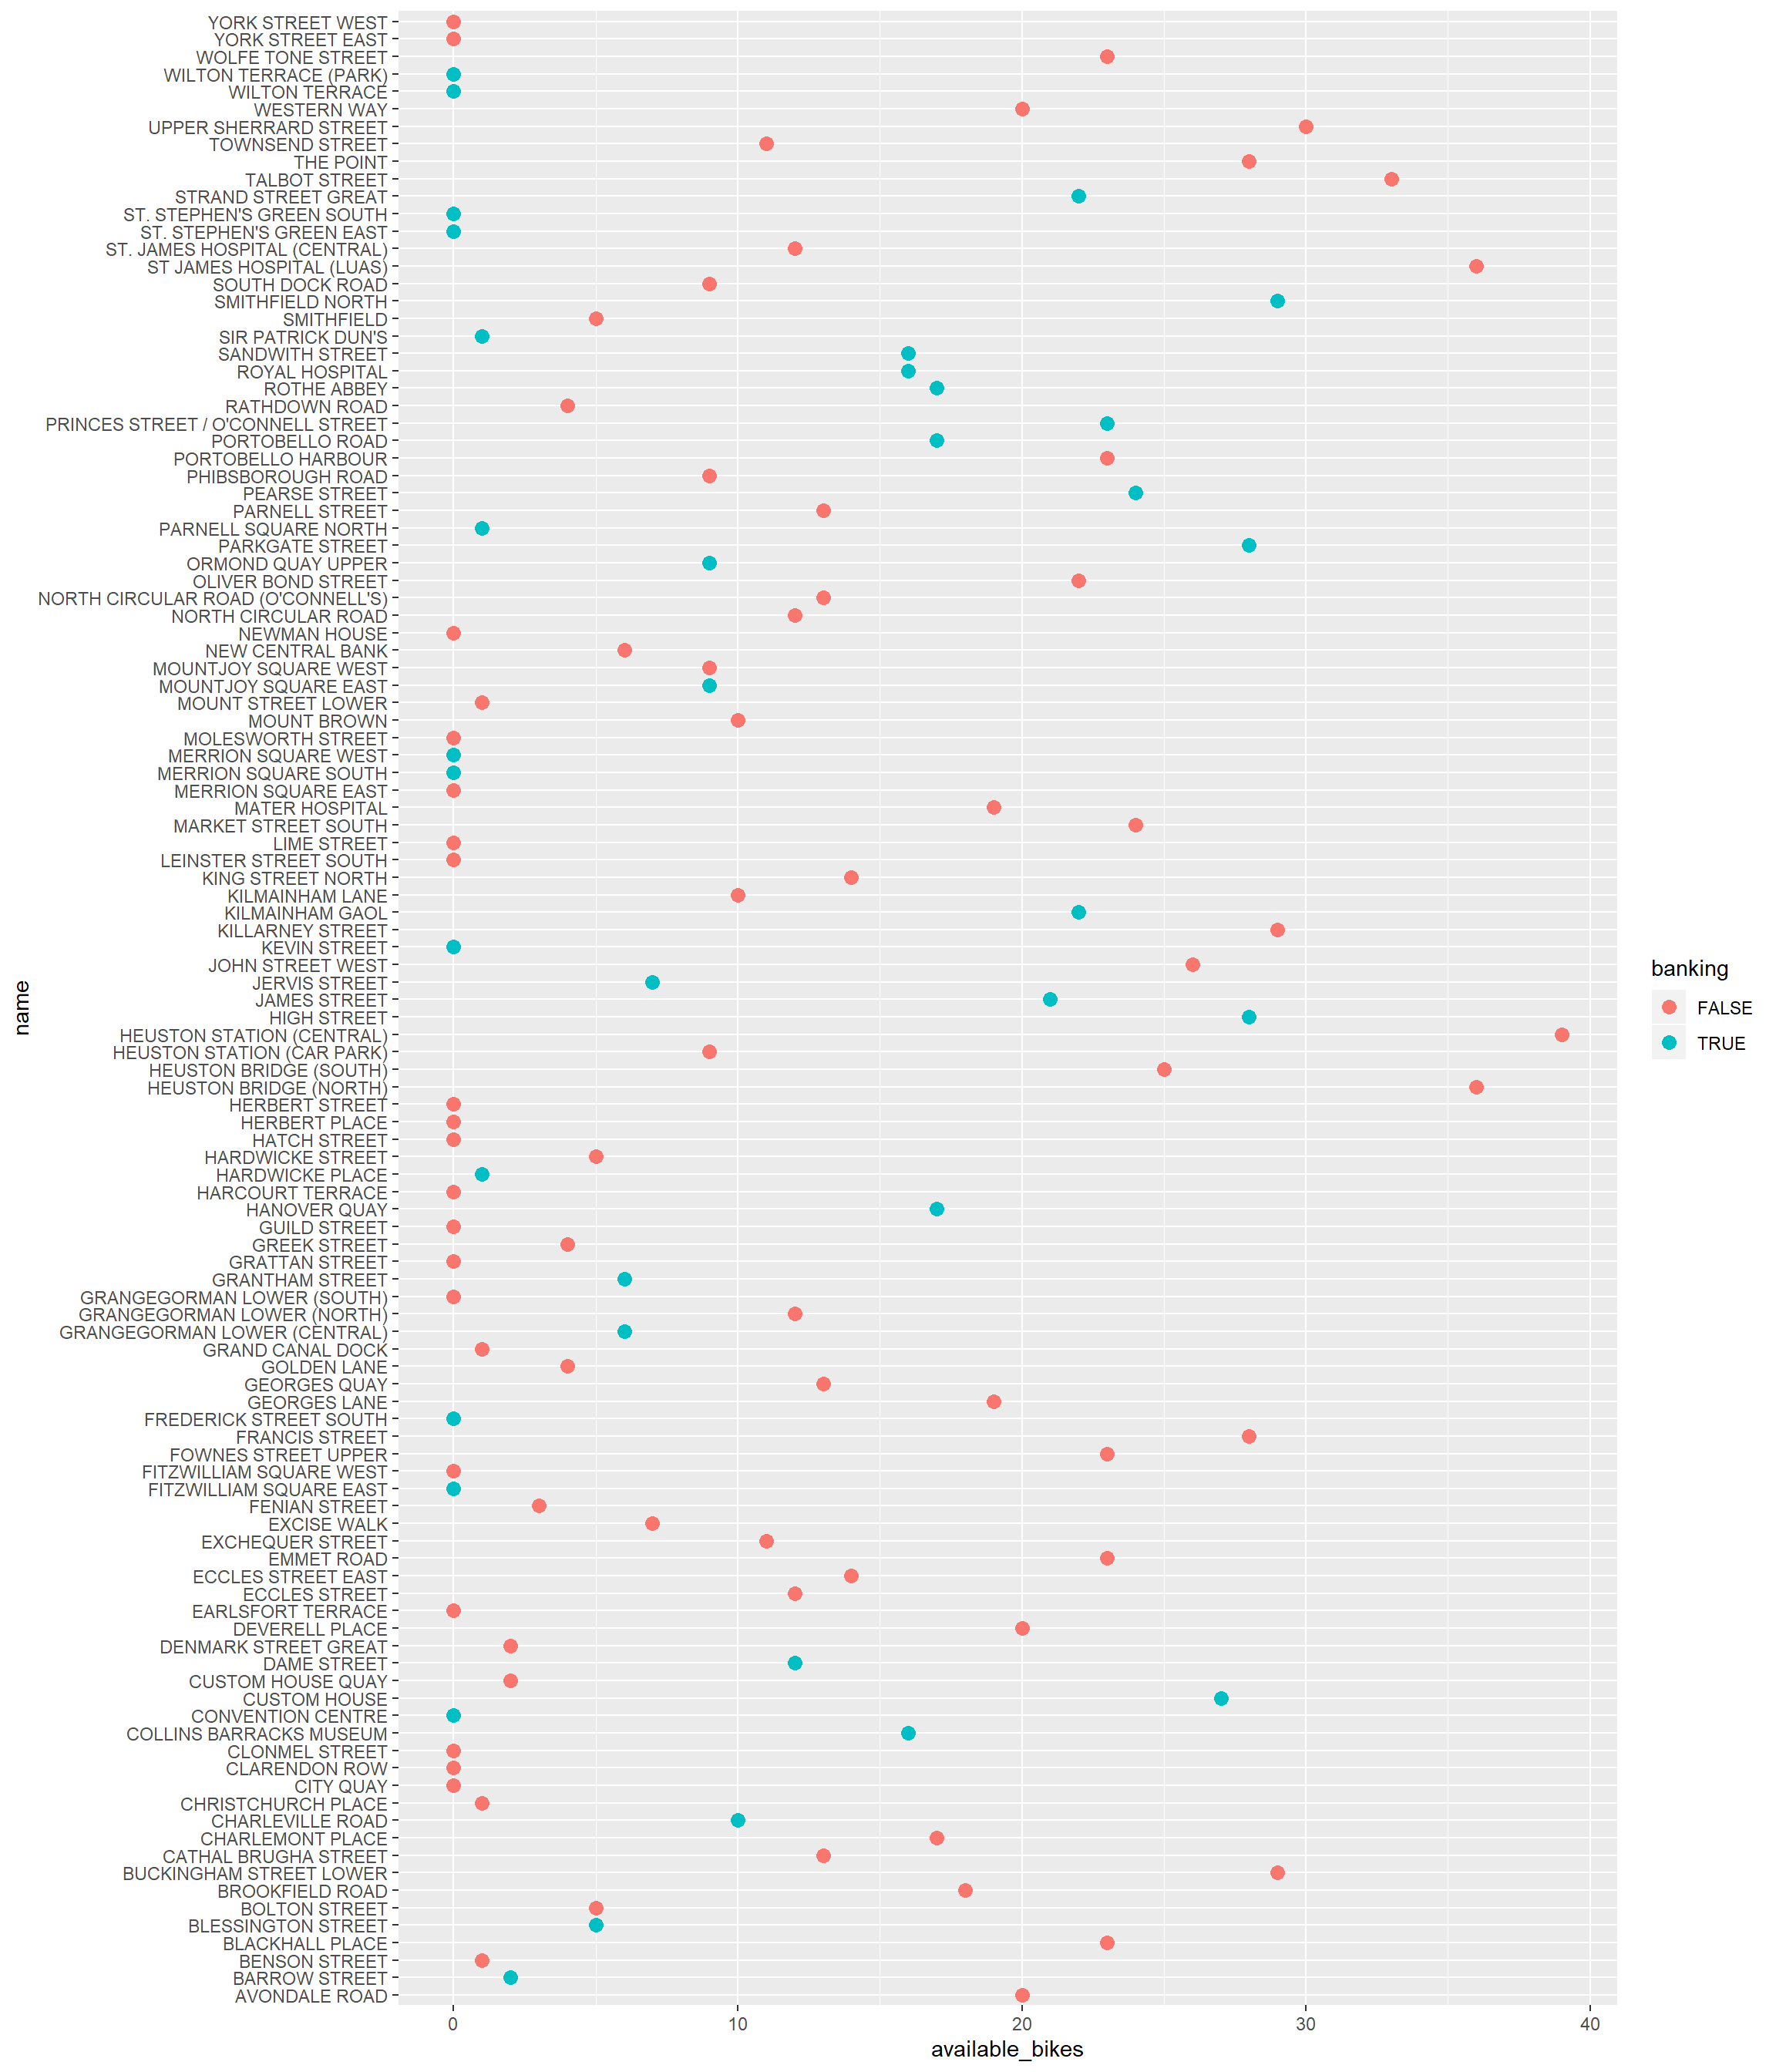 YORK STREET WEST
YORK STREET EAST
WOLFE TONE STREET
WILTON TERRACE (PARK)
WILTON TERRACE
WESTERN WAY
UPPER SHERRARD STREET
TOWNSEND STREET
THE POINT
TALBOT STREET
STRAND STREET GREAT
ST. STEPHEN'S GREEN SOUTH
ST. STEPHEN'S GREEN EAST
ST. JAMES HOSPITAL (CENTRAL)
ST JAMES HOSPITAL (LUAS)
SOUTH DOCK ROAD
SMITHFIELD NORTH
SMITHFIELD
SIR PATRICK DUN'S
SANDWITH STREET
ROYAL HOSPITAL
ROTHE ABBEY
RATHDOWN ROAD
PRINCES STREET / O'CONNELL STREET
PORTOBELLO ROAD
PORTOBELLO HARBOUR
PHIBSBOROUGH ROAD
PEARSE STREET
PARNELL STREET
PARNELL SQUARE NORTH
PARKGATE STREET
ORMOND QUAY UPPER
OLIVER BOND STREET
NORTH CIRCULAR ROAD (O'CONNELL'S)
NORTH CIRCULAR ROAD
NEWMAN HOUSE
NEW CENTRAL BANK
MOUNTJOY SQUARE WEST
MOUNTJOY SQUARE EAST
MOUNT STREET LOWER
MOUNT BROWN
MOLESWORTH STREET
MERRION SQUARE WEST
MERRION SQUARE SOUTH
MERRION SQUARE EAST
MATER HOSPITAL
MARKET STREET SOUTH
LIME STREET
LEINSTER STREET SOUTH
KING STREET NORTH
KILMAINHAM LANE
KILMAINHAM GAOL
KILLARNEY STREET
KEVIN STREET
JOHN STREET WEST
JERVIS STREET
JAMES STREET
HIGH STREET
HEUSTON STATION (CENTRAL)
HEUSTON STATION (CAR PARK)
HEUSTON BRIDGE (SOUTH)
HEUSTON BRIDGE (NORTH)
HERBERT STREET
HERBERT PLACE
HATCH STREET
HARDWICKE STREET
HARDWICKE PLACE
HARCOURT TERRACE
HANOVER QUAY
GUILD STREET
GREEK STREET
GRATTAN STREET
GRANTHAM STREET
GRANGEGORMAN LOWER (SOUTH)
GRANGEGORMAN LOWER (NORTH)
GRANGEGORMAN LOWER (CENTRAL)
GRAND CANAL DOCK
GOLDEN LANE
GEORGES QUAY
GEORGES LANE
FREDERICK STREET SOUTH
FRANCIS STREET
FOWNES STREET UPPER
FITZWILLIAM SQUARE WEST
FITZWILLIAM SQUARE EAST
FENIAN STREET
EXCISE WALK
EXCHEQUER STREET
EMMET ROAD
ECCLES STREET EAST
ECCLES STREET
EARLSFORT TERRACE
DEVERELL PLACE
DENMARK STREET GREAT
DAME STREET
CUSTOM HOUSE QUAY
CUSTOM HOUSE
CONVENTION CENTRE
COLLINS BARRACKS MUSEUM
CLONMEL STREET
CLARENDON ROW
CITY QUAY
CHRISTCHURCH PLACE
CHARLEVILLE ROAD
CHARLEMONT PLACE
CATHAL BRUGHA STREET
BUCKINGHAM STREET LOWER
BROOKFIELD ROAD
BOLTON STREET
BLESSINGTON STREET
BLACKHALL PLACE
BENSON STREET
BARROW STREET
AVONDALE ROAD
name
0 10 20 30 40
available_bikes
banking
FALSE
TRUE